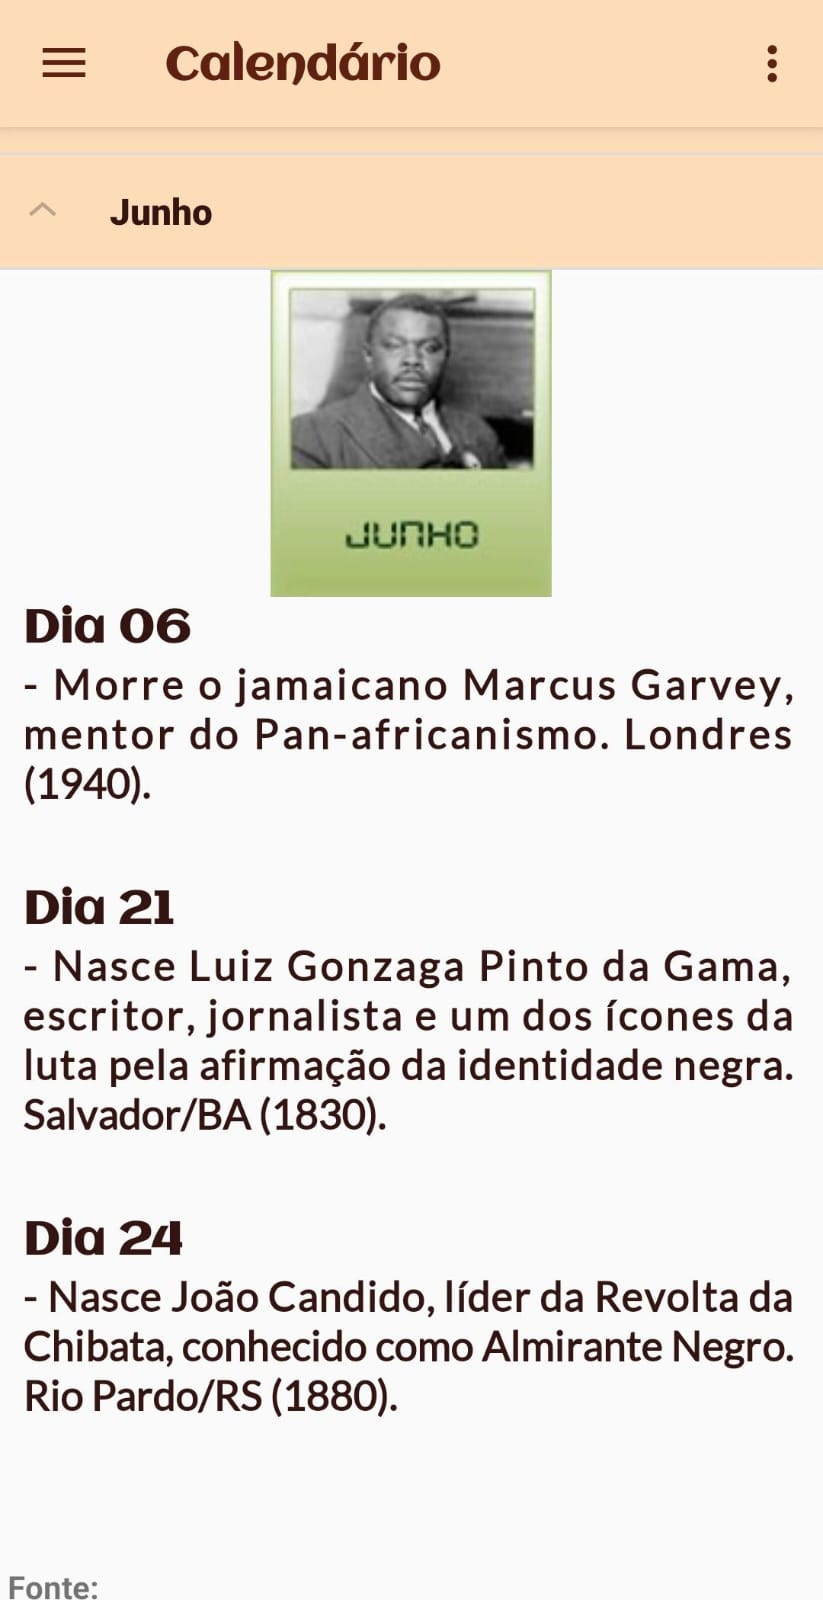 Calendário
Junho
JUNHO
Dia 06
- Morre o jamaicano Marcus Garvey,
mentor do Pan-africanismo. Londres
(1940).
Dia 21
- Nasce Luiz Gonzaga Pinto da Gama,
escritor, jornalista e um dos ícones da
luta pela afirmação da identidade negra.
Salvador/BA (1830).
Dia 24
- Nasce João Candido, líder da Revolta da
Chibata, conhecido como Almirante Negro.
Rio Pardo/RS (1880).
Fonte: